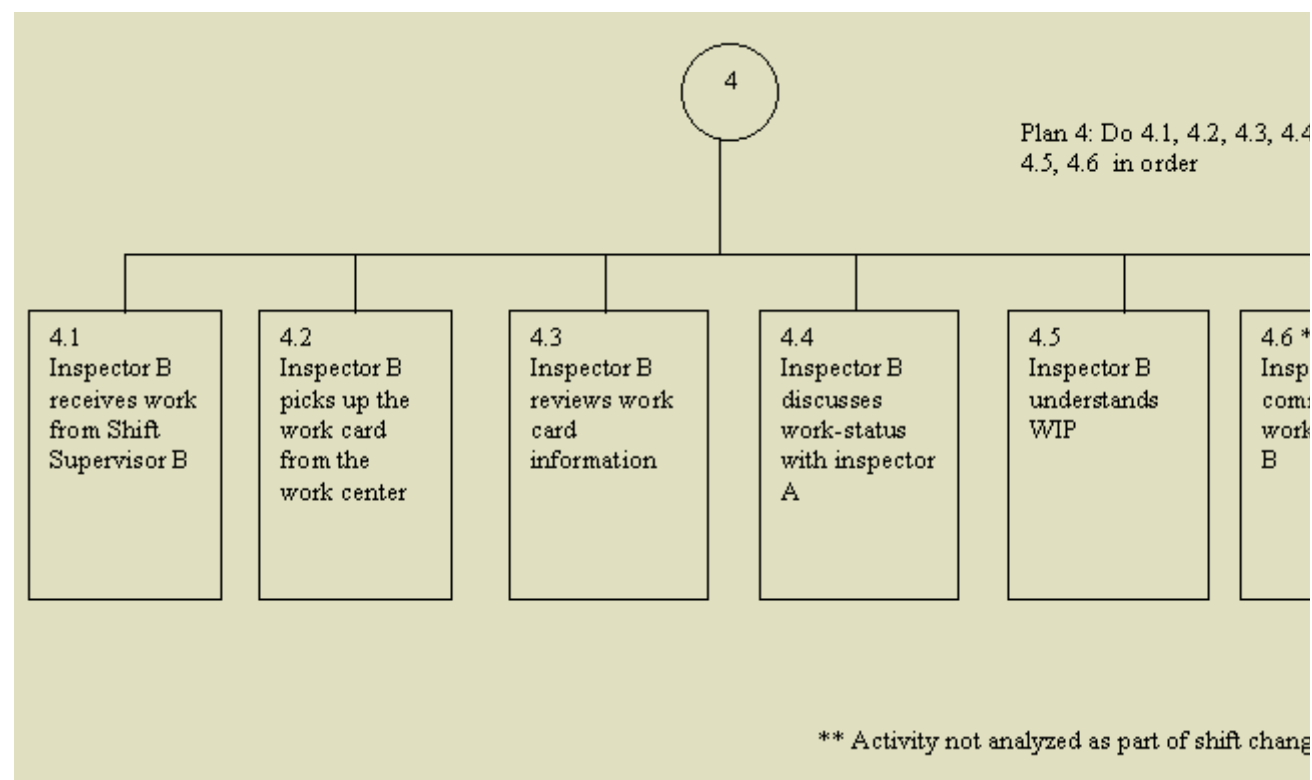 4
Plan 4: Do 4.1, 4.2, 4.3, 4.4
4.5, 4.6 in order
4.1
Inspector B
receives work
from Shift
Supervisor B
4.2
Inspector B
picks up the
work card
from the
work center
4.3
Inspector B
reviews work
card
information
4.4
Inspector B
discusses
work-status
with inspector
A
4.5
Inspector B
understands
WIP
4.6 *
work
B
** Activity not analyzed as part of shift